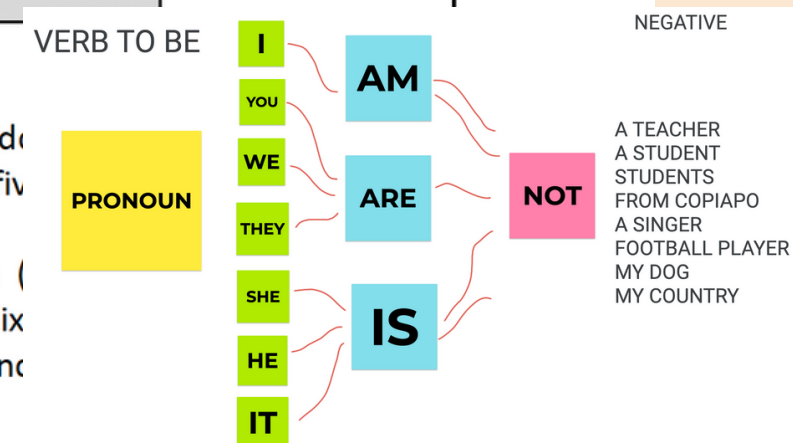 VERB TO BE
NEGATIVE
PRONOUN
I
YOU
WE
THEY
SHE
HE
IT
AM
ARE
IS
NOT
A TEACHER
A STUDENT
STUDENTS
FROM COPIAPO
A SINGER
FOOTBALL PLAYER
MY DOG
MY COUNTRY